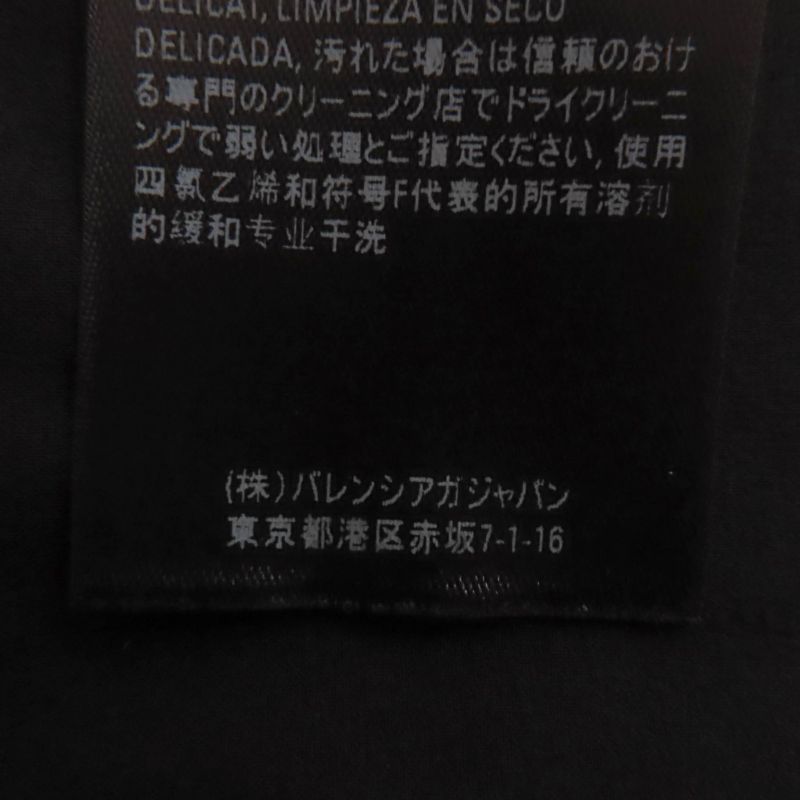 DELICAT, LIMPIEZA EN SECO
DELICADA, 汚れた場合は信頼のおけ
る専門のクリーニング店でドライクリーニ
ングで弱い処理とご指定ください, 使用
四氯乙烯和符号F代表的所有溶剂
的缓和专业干洗
(株)バレンシアガジャパン
東京都港区赤坂7-1-16